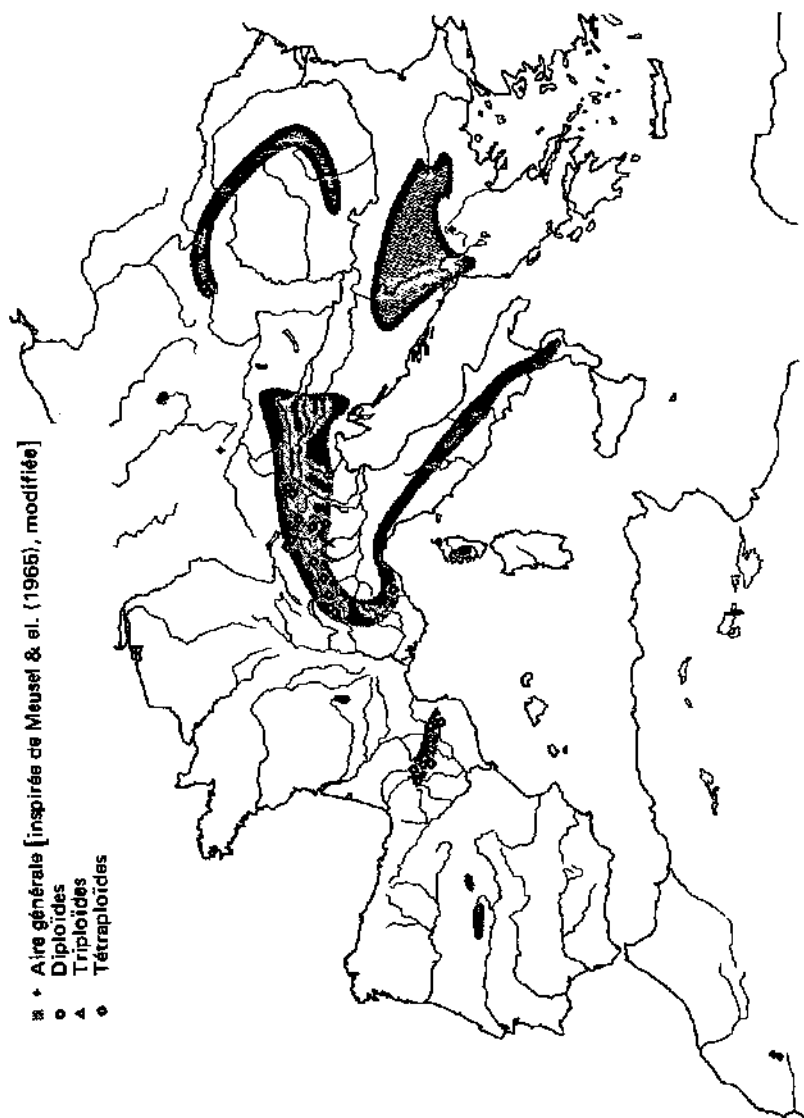 + Aire générale [inspirée de Meusel & al. (1965), modifiée]
Diploïdes
Triploïdes
Tétraploïdes